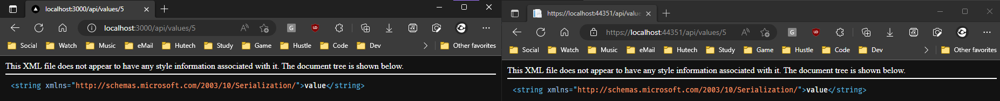 localhost:3000/api/values/5
localhost:3000/api/values/5
Social Watch Music eMail Hutech Study Game Hustle Code Dev Other favorites
This XML file does not appear to have any style information associated with it. The document tree is shown below.
<string xmlns="http://schemas.microsoft.com/2003/10/Serialization/">value</string>
https://localhost:44351/api/value
https://localhost:44351/api/values/5
Social Watch Music eMail Hutech Study Game Hustle Code Dev Other favorites
This XML file does not appear to have any style information associated with it. The document tree is shown below.
<string xmlns="http://schemas.microsoft.com/2003/10/Serialization/">value</string>